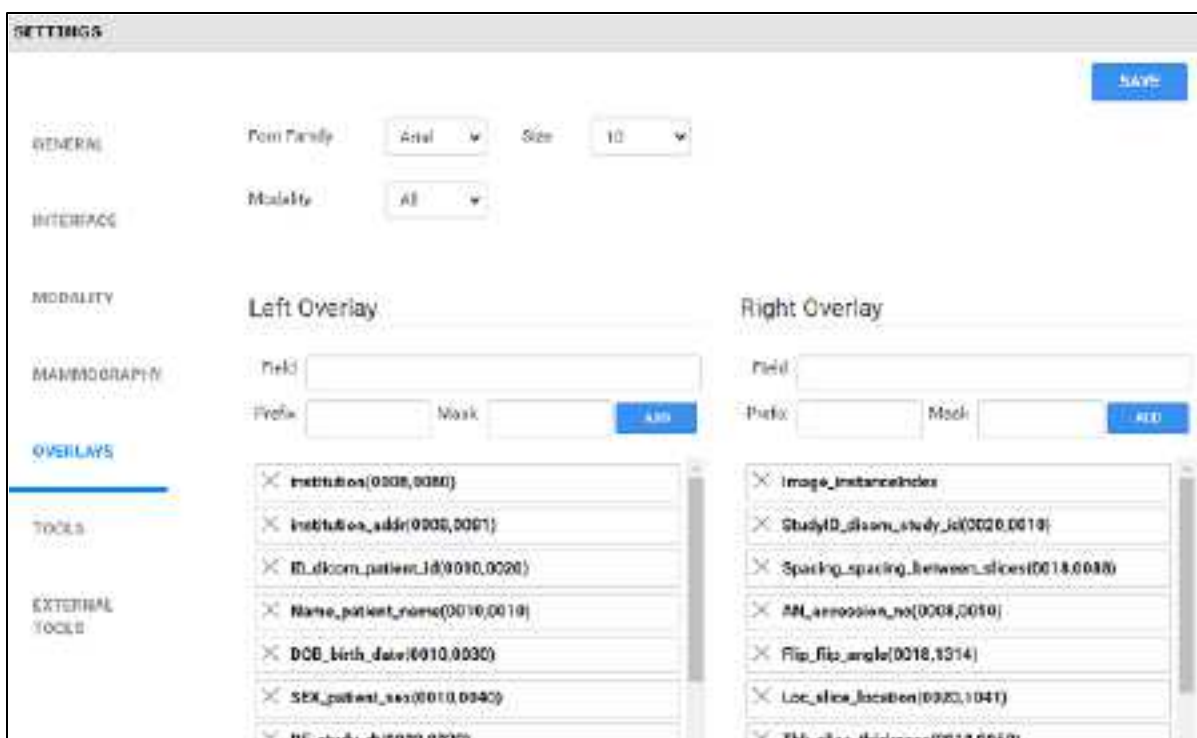 SETTINGS
SAVE
GENERAL
INTERFACE
MODALITY
MAMMOGRAPHY
OVERLAYS
TOOLS
EXTERNAL
TOOLS
Font Family Arial Size 10
Modality All
Left Overlay
Field
Prefix Mask ADD
institution(0008,0080)
institution_addr(0008,0081)
ID_dicom_patient_id(0010,0020)
Name_patient_name(0010,0010)
DOB_birth_date(0010,0030)
SEX_patient_sex(0010,0040)
Right Overlay
Field
Prefix Mask ADD
Image_instanceIndex
StudyID_dicom_study_id(0020,0010)
Spacing_spacing_between_slices(0018,0088)
AN_accession_no(0008,0050)
Flip_flip_angle(0018,1314)
Loc_slice_location(0020,1041)